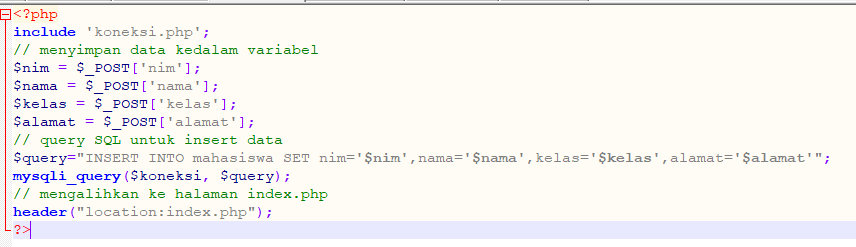 <?php
include 'koneksi.php';
// menyimpan data kedalam variabel
$nim = $_POST['nim'];
$nama = $_POST['nama'];
$kelas = $_POST['kelas'];
$alamat = $_POST['alamat'];
// query SQL untuk insert data
$query="INSERT INTO mahasiswa SET nim='$nim',nama='$nama',kelas='$kelas',alamat='$alamat'";
mysqli_query($koneksi, $query);
// mengalihkan ke halaman index.php
header("location:index.php");
?>